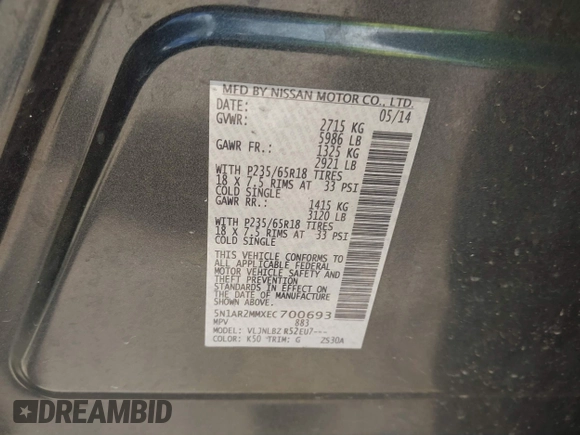 MFD BY NISSAN MOTOR CO., LTD.
DATE: 05/14
GVWR: 2715 KG
5986 LB
GAWR FR.: 1325 KG
2921 LB
WITH P235/65R18 TIRES
18 X 7.5 RIMS AT 33 PSI
COLD SINGLE
GAWR RR.: 1415 KG
3120 LB
WITH P235/65R18 TIRES
18 X 7.5 RIMS AT 33 PSI
COLD SINGLE
THIS VEHICLE CONFORMS TO
ALL APPLICABLE FEDERAL
MOTOR VEHICLE SAFETY AND
THEFT PREVENTION
STANDARDS IN EFFECT ON
THE DATE OF MANUFACTURE
SHOWN ABOVE.
5N1AR2MMXEC700693
MPV 883
MODEL: VLJNLBZ R52EU7---
COLOR: K50 TRIM: G 2530A
DREAMBID